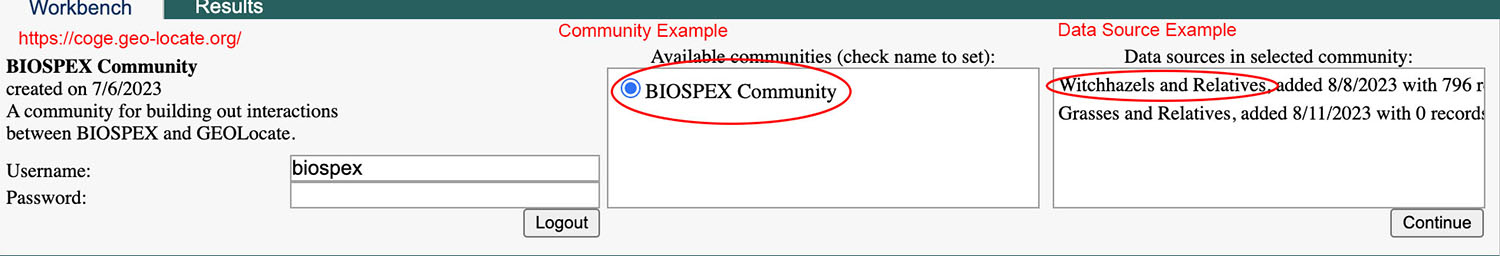 Workbench Results
https://coge.geo-locate.org/
BIOSPEX Community
created on 7/6/2023
A community for building out interactions
between BIOSPEX and GEOLocate.
Username: biospex
Password:
Logout
Community Example
Available communities (check name to set):
BIOSPEX Community
Data Source Example
Data sources in selected community:
Witchhazels and Relatives, added 8/8/2023 with 796 r
Grasses and Relatives, added 8/11/2023 with 0 records
Continue